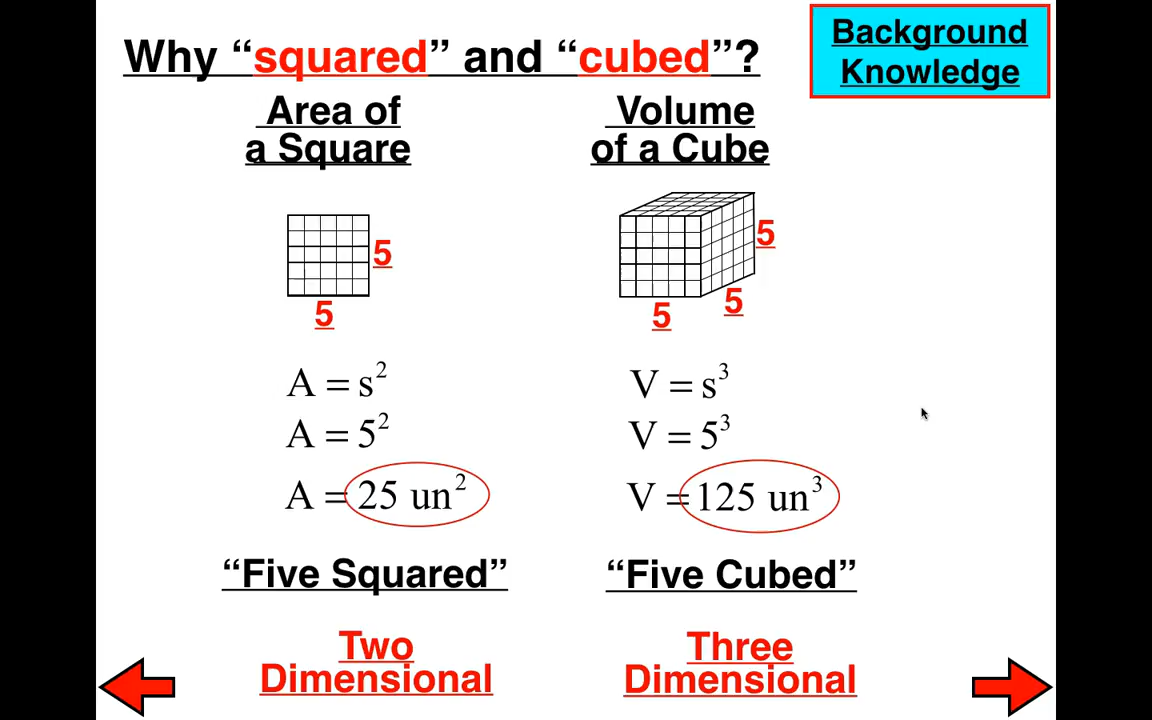 Why “squared” and “cubed”?
Background
Knowledge
Area of
a Square
5
5
A = s²
A = 5²
A = 25 un²
“Five Squared”
Two
Dimensional
Volume
of a Cube
5
5
5
V = s³
V = 5³
V = 125 un³
“Five Cubed”
Three
Dimensional